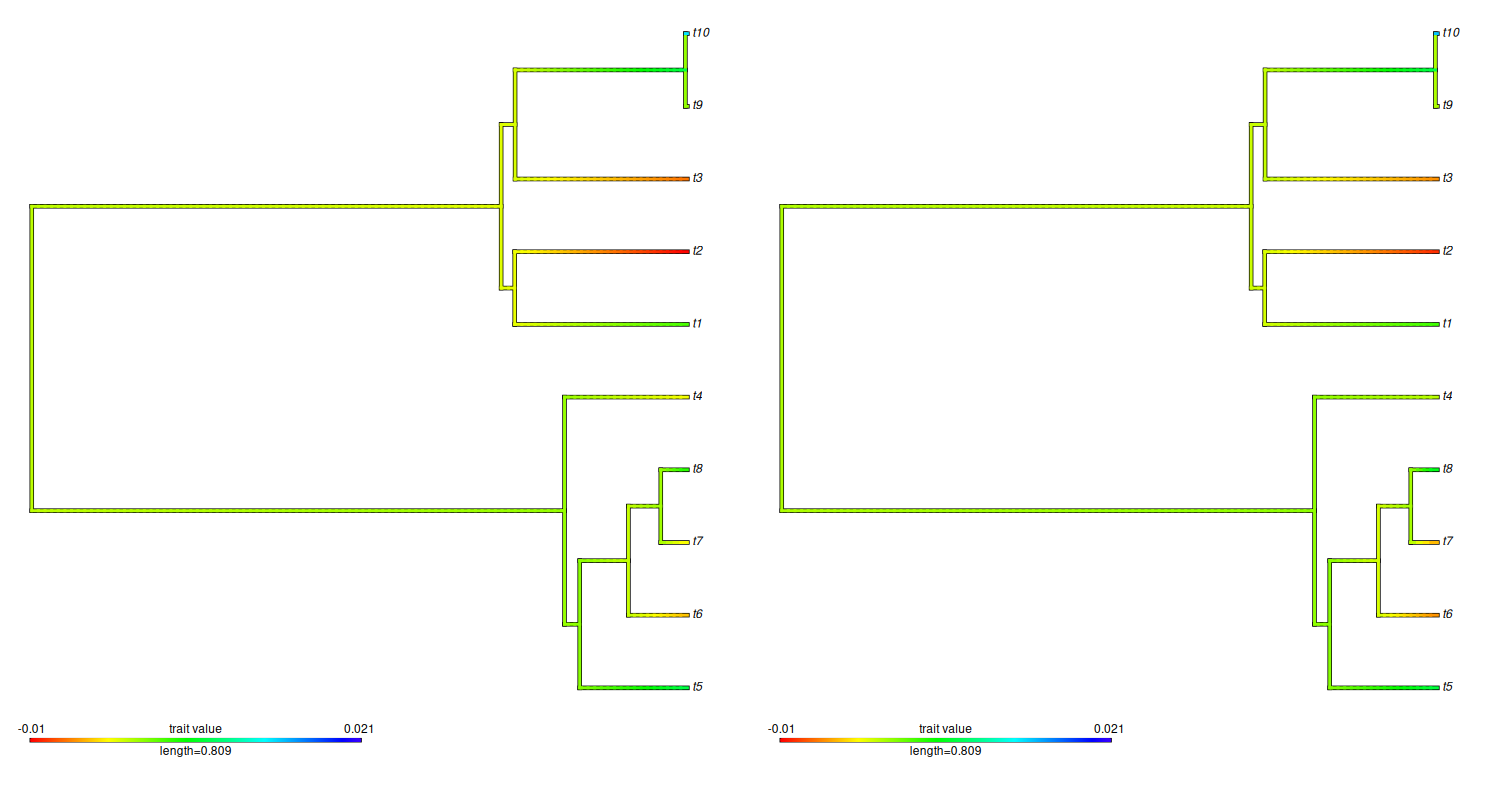 t10 t10
t9 t9
t3 t3
t2 t2
t1 t1
t4 t4
t8 t8
t7 t7
t6 t6
t5 t5
-0.01 trait value 0.021 -0.01 trait value 0.021
length=0.809 length=0.809